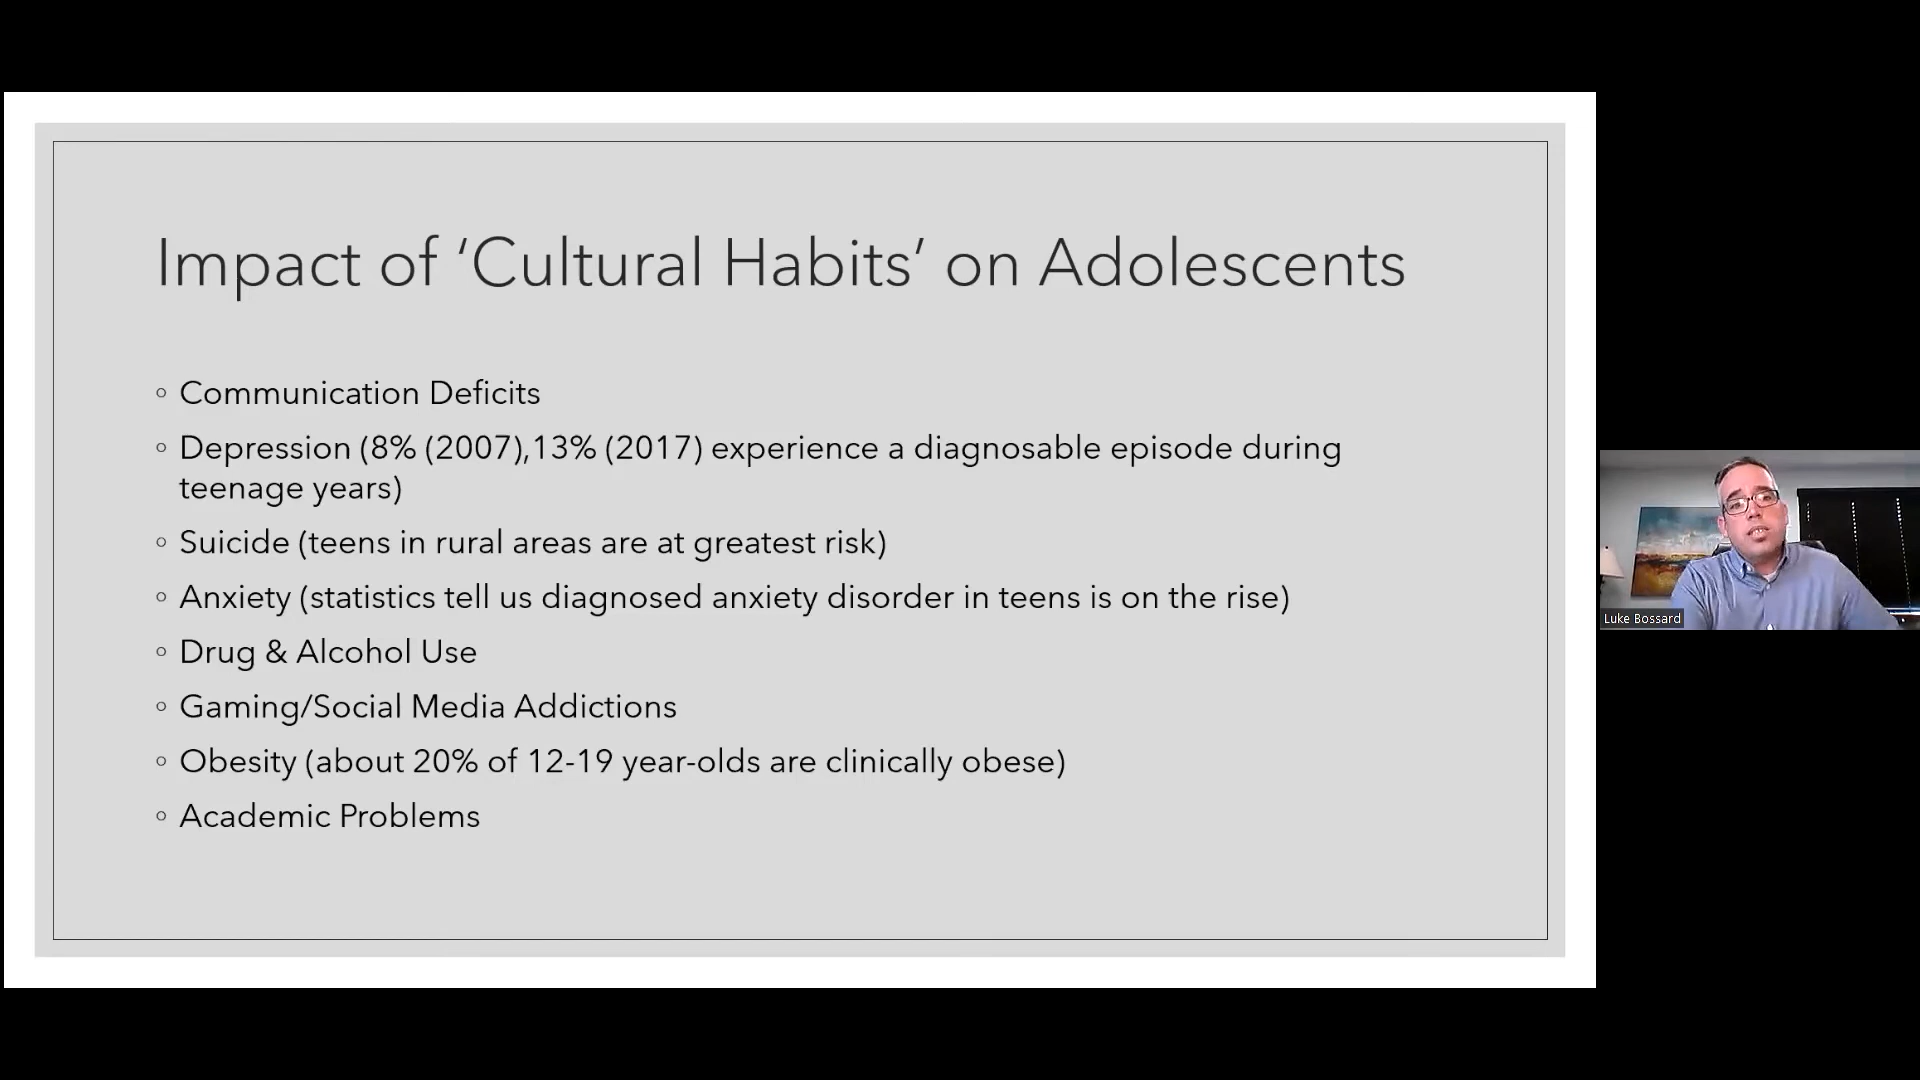 Impact of ‘Cultural Habits’ on Adolescents
◦ Communication Deficits
◦ Depression (8% (2007),13% (2017) experience a diagnosable episode during
teenage years)
◦ Suicide (teens in rural areas are at greatest risk)
◦ Anxiety (statistics tell us diagnosed anxiety disorder in teens is on the rise)
◦ Drug & Alcohol Use
◦ Gaming/Social Media Addictions
◦ Obesity (about 20% of 12-19 year-olds are clinically obese)
◦ Academic Problems
Luke Bossard